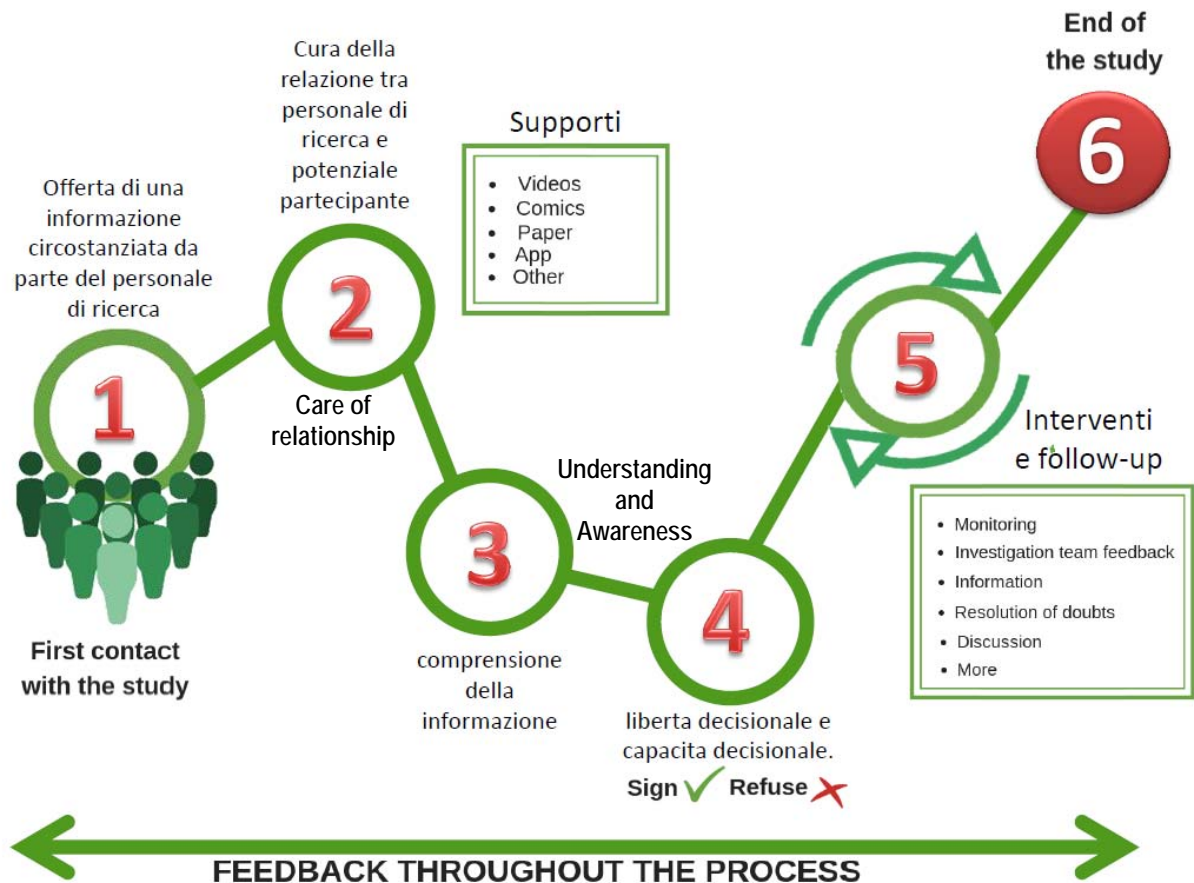 Offerta di una
informazione
circostanziata da
parte del personale
di ricerca
1
First contact
with the study
Cura della
relazione tra
personale di
ricerca e
potenziale
partecipante
2
Care of
relationship
Supporti
• Videos
• Comics
• Paper
• App
• Other
3
comprensione
della
informazione
Understanding
and
Awareness
4
liberta decisionale e
capacita decisionale.
Sign Refuse
5
Interventi
e follow-up
• Monitoring
• Investigation team feedback
• Information
• Resolution of doubts
• Discussion
• More
End of
the study
6
FEEDBACK THROUGHOUT THE PROCESS